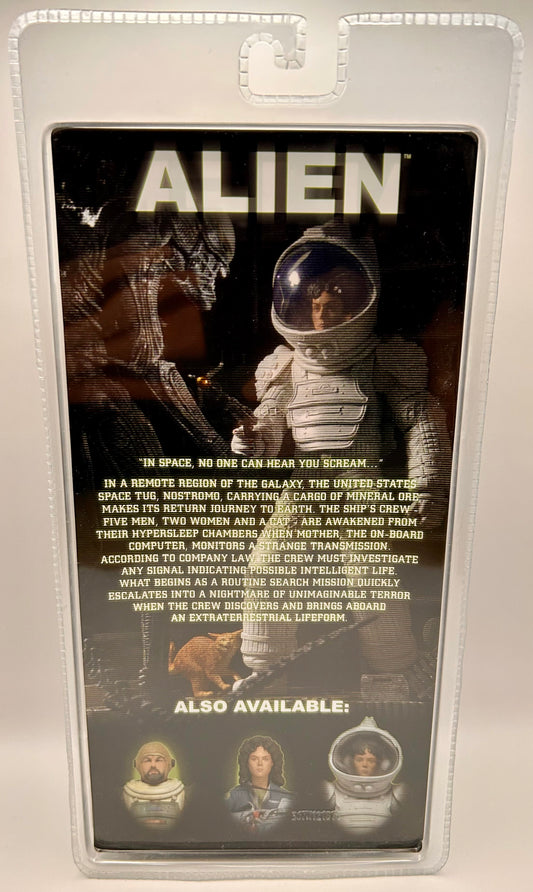 ALIEN™
"IN SPACE, NO ONE CAN HEAR YOU SCREAM..."
IN A REMOTE REGION OF THE GALAXY, THE UNITED STATES
SPACE TUG, NOSTROMO, CARRYING A CARGO OF MINERAL ORE,
MAKES ITS RETURN JOURNEY TO EARTH. THE SHIP'S CREW -
FIVE MEN, TWO WOMEN AND A CAT - ARE AWAKENED FROM
THEIR HYPERSLEEP CHAMBERS WHEN MOTHER, THE ON-BOARD
COMPUTER, MONITORS A STRANGE TRANSMISSION.
ACCORDING TO COMPANY LAW, THE CREW MUST INVESTIGATE
ANY SIGNAL INDICATING POSSIBLE INTELLIGENT LIFE.
WHAT BEGINS AS A ROUTINE SEARCH MISSION QUICKLY
ESCALATES INTO A NIGHTMARE OF UNIMAGINABLE TERROR
WHEN THE CREW DISCOVERS AND BRINGS ABOARD
AN EXTRATERRESTRIAL LIFEFORM.
ALSO AVAILABLE: